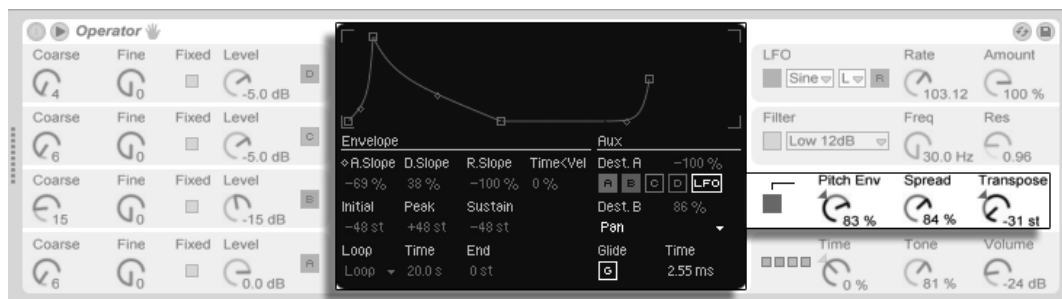 Operator
Coarse Fine Fixed Level
4 0 -5.0 dB D
Coarse Fine Fixed Level
6 0 -5.0 dB C
Coarse Fine Fixed Level
15 0 -15 dB B
Coarse Fine Fixed Level
6 0 0.0 dB A
Envelope
A.Slope D.Slope R.Slope Time<Vel
-69 % 38 % -100 % 0 %
Initial Peak Sustain
-48 st +48 st -48 st
Loop Time End
Loop 20.0 s 0 st
Aux
Dest. A -100 %
A B C D LFO
Dest. B 86 %
Pan
Glide Time
G 2.55 ms
LFO Rate Amount
Sine L R 103.12 100 %
Filter Freq Res
Low 12dB 30.0 Hz 0.96
Pitch Env Spread Transpose
83 % 84 % -31 st
Time Tone Volume
0 % 81 % -24 dB